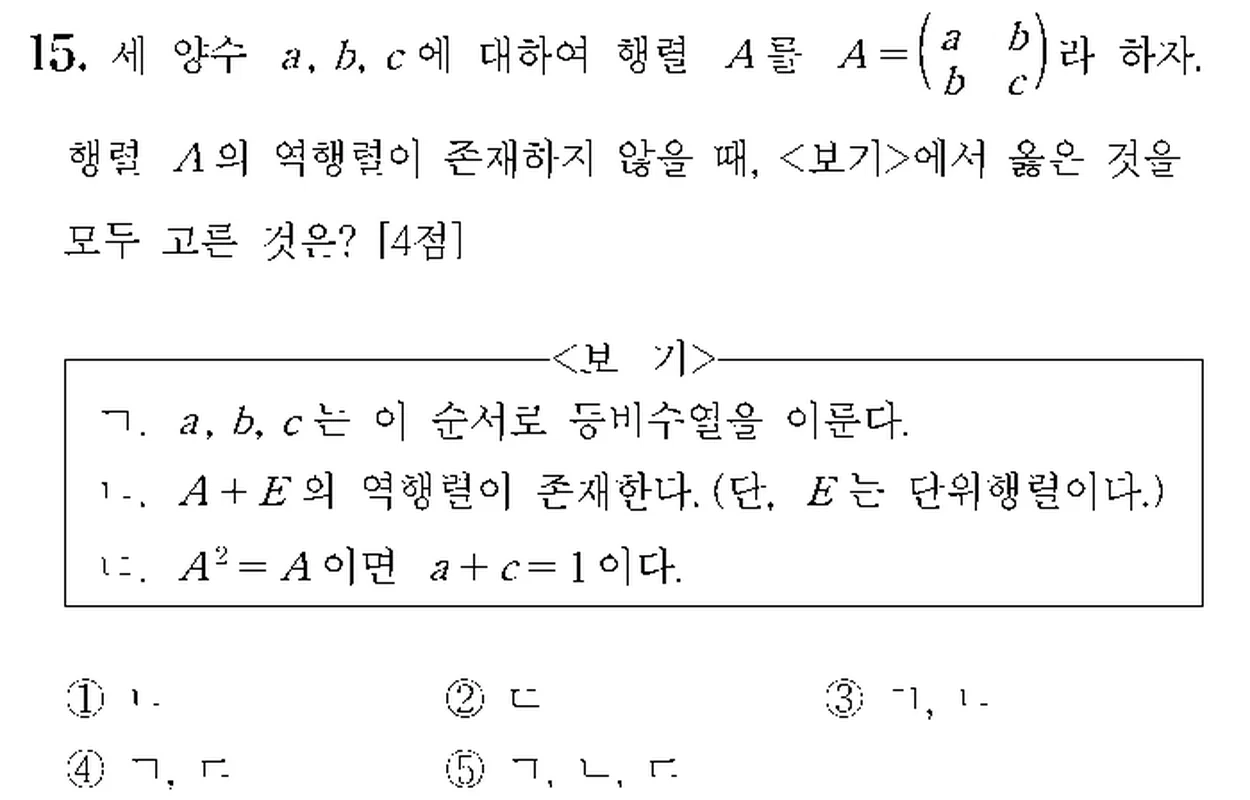 15. 세 양수 a, b, c에 대하여 행렬 A를 A=(a b; b c)라 하자.
행렬 A의 역행렬이 존재하지 않을 때, <보기>에서 옳은 것을
모두 고른 것은? [4점]
<보 기>
ㄱ. a, b, c는 이 순서로 등비수열을 이룬다.
ㄴ. A+E의 역행렬이 존재한다.(단, E는 단위행렬이다.)
ㄷ. A²=A이면 a+c=1이다.
① ㄴ ② ㄷ ③ ㄱ, ㄴ
④ ㄱ, ㄷ ⑤ ㄱ, ㄴ, ㄷ